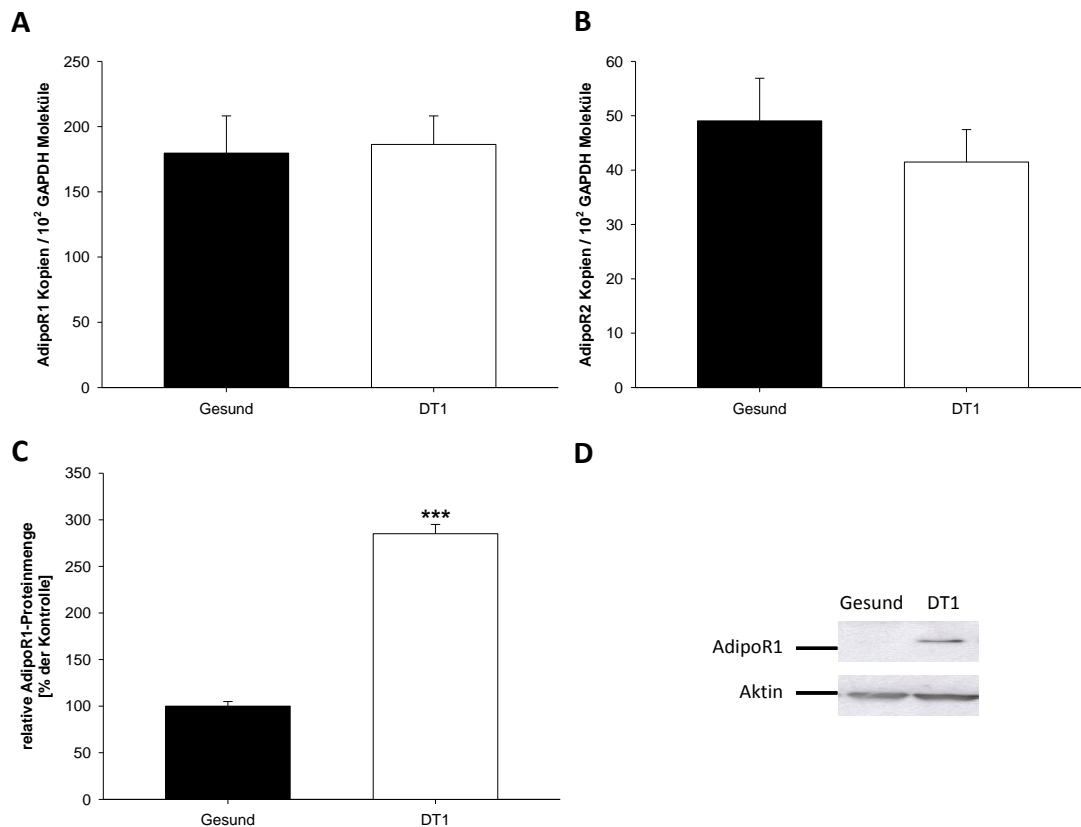 A
AdipoR1 Kopien / 10² GAPDH Moleküle
250
200
150
100
50
0
Gesund
DT1
B
AdipoR2 Kopien / 10² GAPDH Moleküle
60
50
40
30
20
10
0
Gesund
DT1
C
relative AdipoR1-Proteinmenge
[% der Kontrolle]
350
300
250
200
150
100
50
0
***
Gesund
DT1
D
Gesund DT1
AdipoR1
Aktin